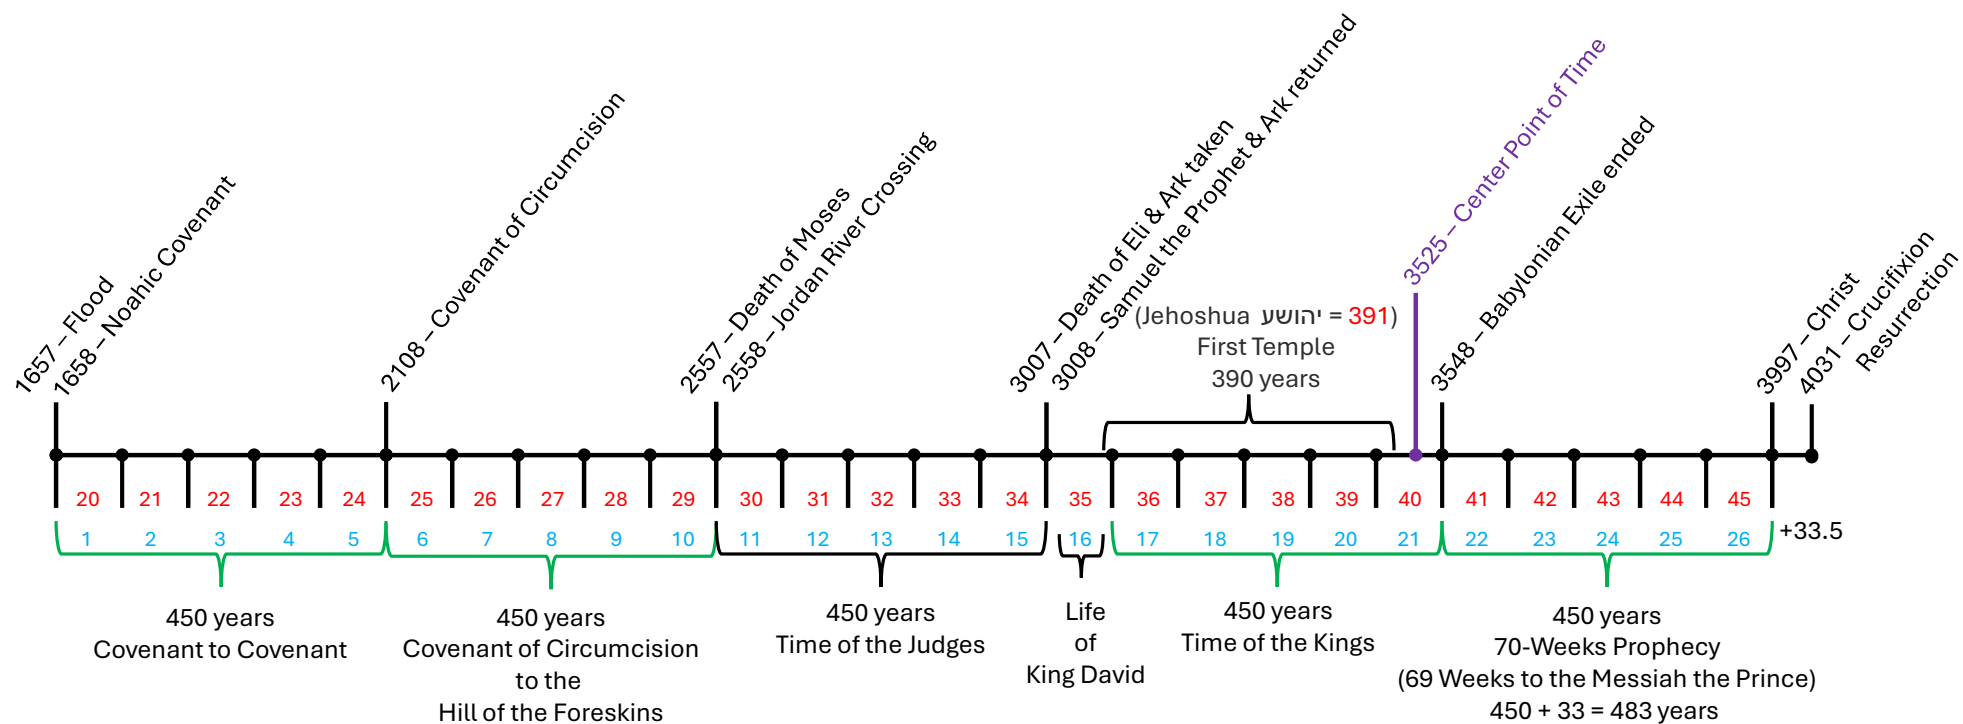 1657 – Flood
1658 – Noahic Covenant
2108 – Covenant of Circumcision
2557 – Death of Moses
2558 – Jordan River Crossing
3007 – Death of Eli & Ark taken
3008 – Samuel the Prophet & Ark returned
(Jehoshua יהושע = 391)
First Temple
390 years
3525 – Center Point of Time
3548 – Babylonian Exile ended
3997 – Christ
4031 – Crucifixion
Resurrection
20 21 22 23 24 25 26 27 28 29 30 31 32 33 34 35 36 37 38 39 40 41 42 43 44 45
1 2 3 4 5 6 7 8 9 10 11 12 13 14 15 16 17 18 19 20 21 22 23 24 25 26 +33.5
450 years
Covenant to Covenant
450 years
Covenant of Circumcision
to the
Hill of the Foreskins
450 years
Time of the Judges
Life
of
King David
450 years
Time of the Kings
450 years
70-Weeks Prophecy
(69 Weeks to the Messiah the Prince)
450 + 33 = 483 years